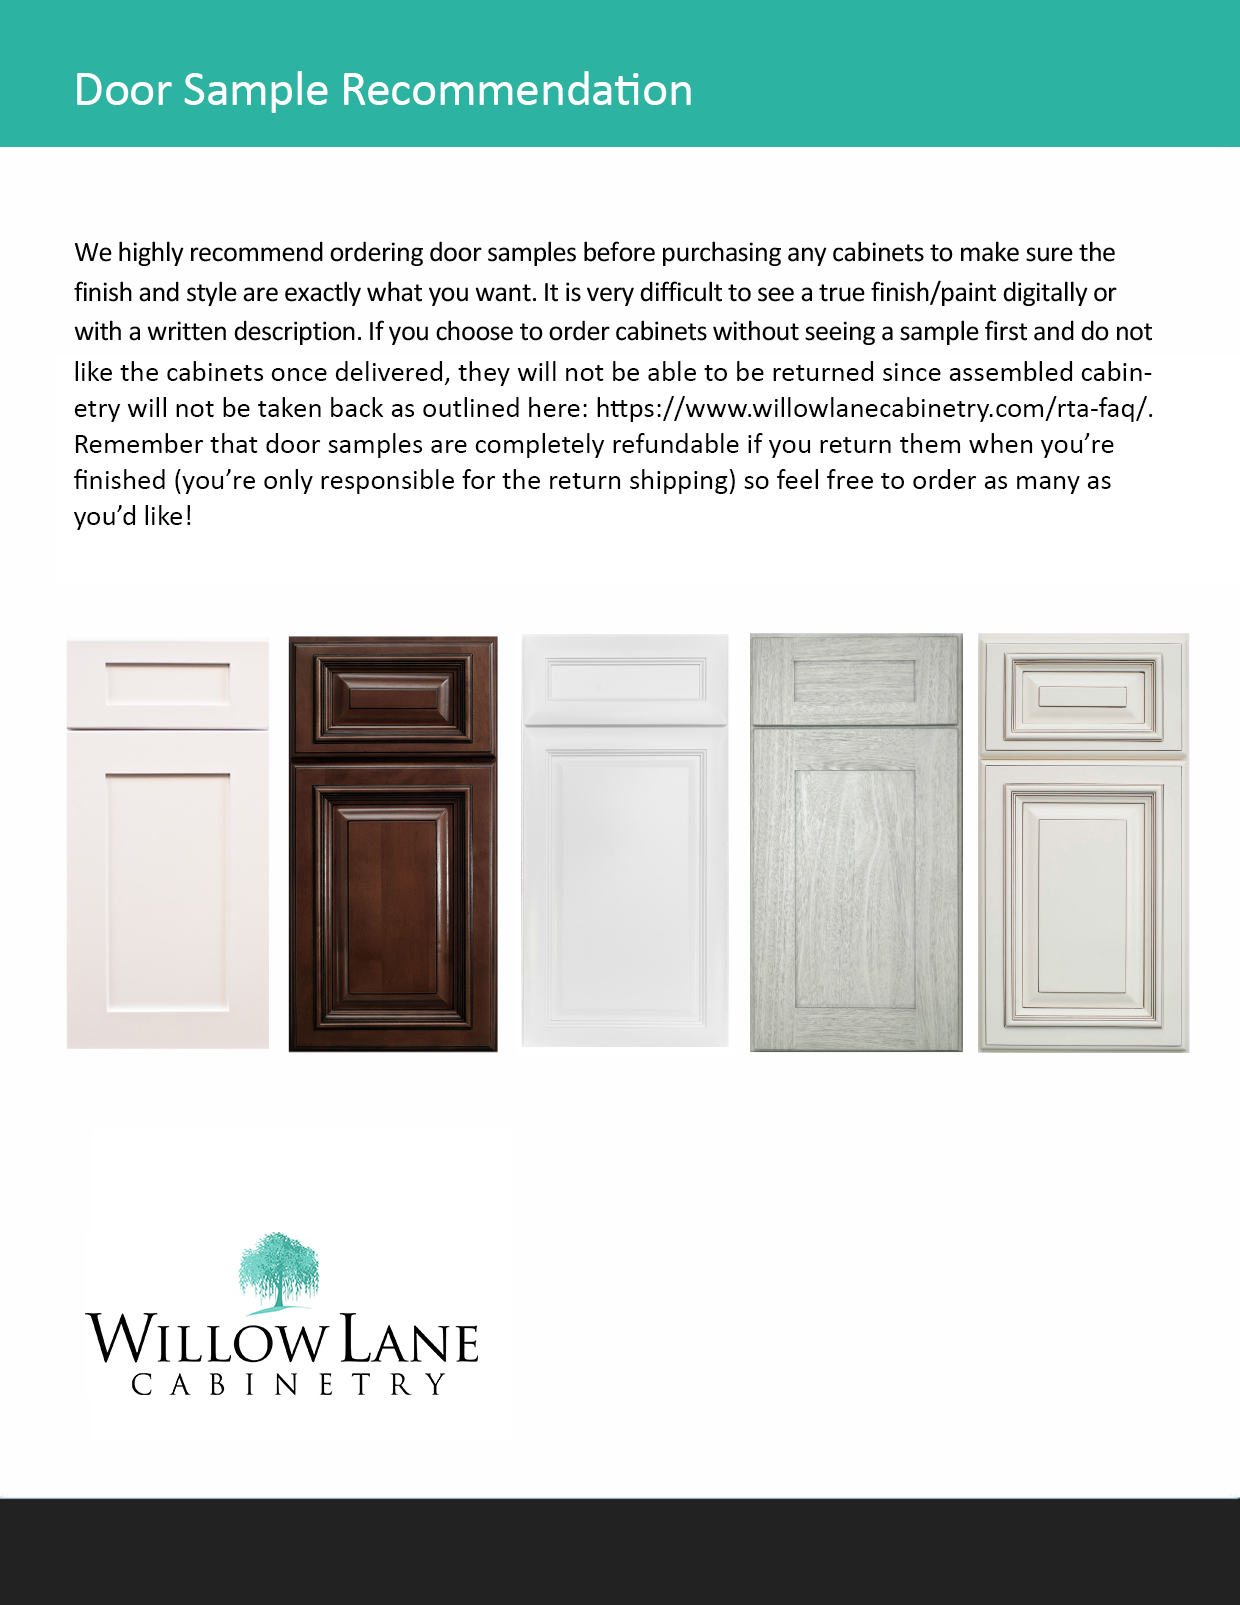 Door Sample Recommendation
We highly recommend ordering door samples before purchasing any cabinets to make sure the
finish and style are exactly what you want. It is very difficult to see a true finish/paint digitally or
with a written description. If you choose to order cabinets without seeing a sample first and do not
like the cabinets once delivered, they will not be able to be returned since assembled cabin-
etry will not be taken back as outlined here: https://www.willowlanecabinetry.com/rta-faq/.
Remember that door samples are completely refundable if you return them when you’re
finished (you’re only responsible for the return shipping) so feel free to order as many as
you’d like!
WILLOW LANE
CABINETRY